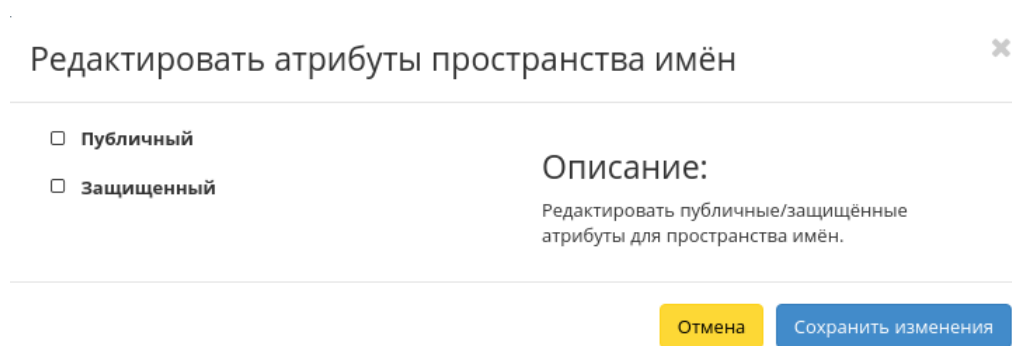 Редактировать атрибуты пространства имён
Публичный
Защищенный
Описание:
Редактировать публичные/защищённые
атрибуты для пространства имён.
Отмена
Сохранить изменения